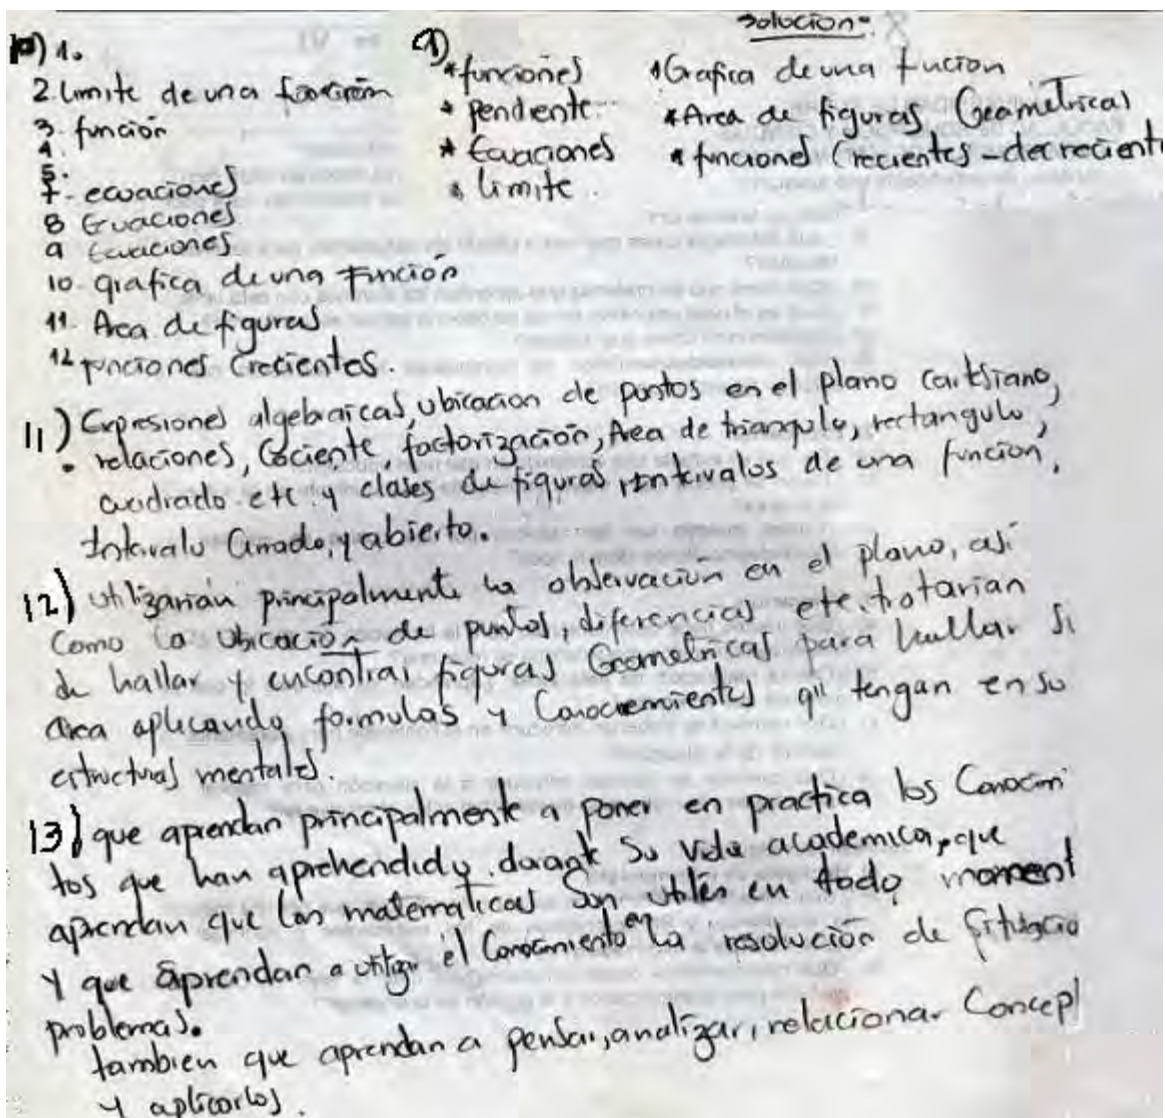 Solucion
10) 1.
2. Limite de una función
3. función
4.
5.
7. ecuaciones
8 Ecuaciones
9 Ecuaciones
10. grafica de una función
11. Area de figuras
12 funciones Crecientes.
9)
* funciones
* pendiente
* Ecuaciones
* Limite
* Grafica de una fucion
* Area de figuras Geometricas
* funciones Crecientes - decreciente
11) Expresiones algebraicas, ubicacion de puntos en el plano cartesiano,
relaciones, Cociente, factorización, Area de triangulo, rectangulo,
cuadrado etc. y clases de figuras, intervalos de una funcion,
Intervalo Cerrado, y abierto.
12) utilizarían principalmente la observación en el plano, así
Como la ubicación de puntos, diferencias etc. tratarian
de hallar y encontrar figuras Geometricas para hallar su
area aplicando formulas y Conocimientos q tengan en su
estructuras mentales.
13) que aprendan principalmente a poner en practica los Conocim
tos que han aprehendido durante su vida academica, que
aprendan que las matematicas son utiles en todo moment
y que aprendan a utilizar el Conocimiento en la resolución de Situacio
problemas.
tambien que aprendan a pensar, analizar, relacionar Concept
y aplicarlos.